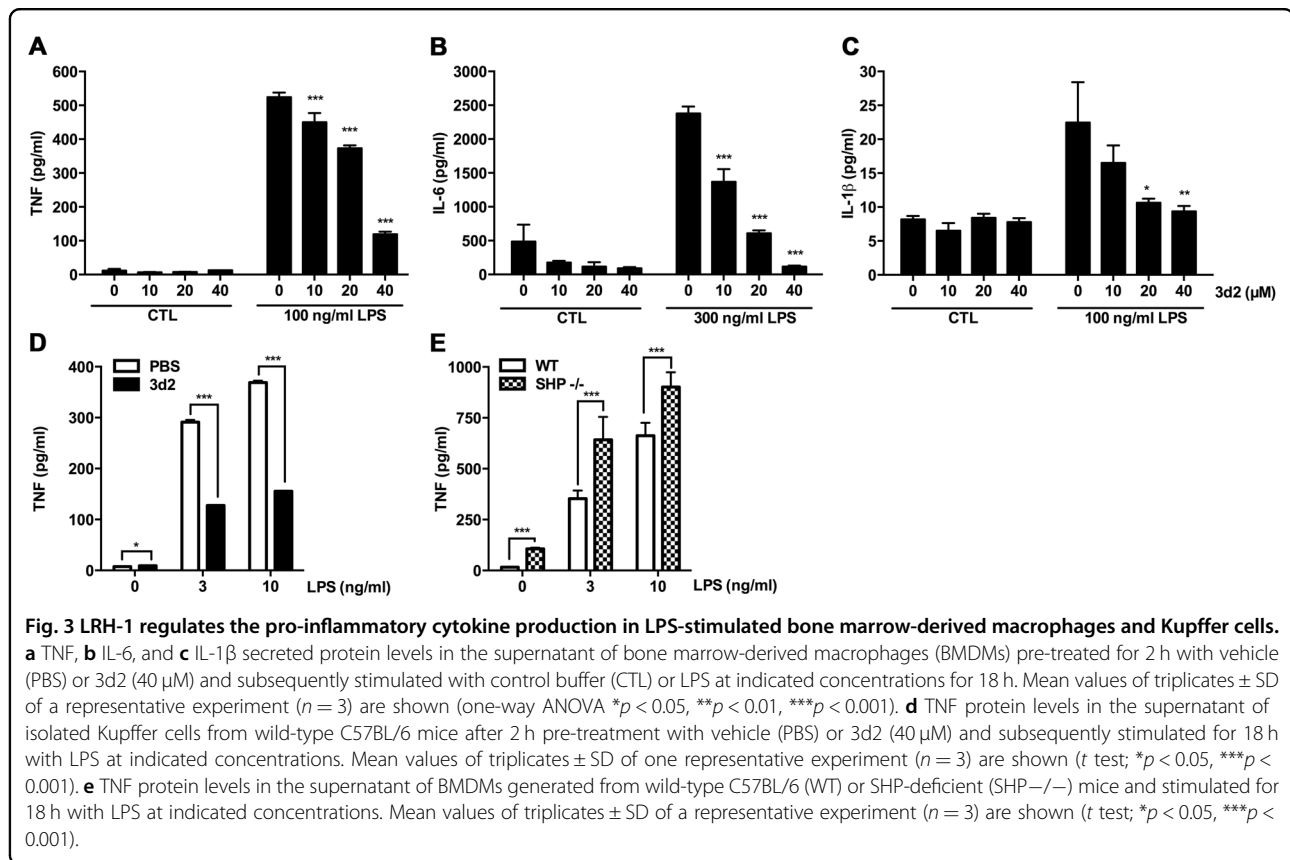 A
B
C
600
500
400
300
200
100
0
TNF (pg/ml)
***
***
***
0 10 20 40 0 10 20 40
CTL 100 ng/ml LPS
3000
2500
2000
1500
1000
500
0
IL-6 (pg/ml)
***
***
***
0 10 20 40 0 10 20 40
CTL 300 ng/ml LPS
30
25
20
15
10
5
0
IL-1β (pg/ml)
*
**
0 10 20 40 0 10 20 40 3d2 (µM)
CTL 100 ng/ml LPS
D
PBS
3d2
400
300
200
100
0
TNF (pg/ml)
*
***
***
0 3 10 LPS (ng/ml)
E
WT
SHP -/-
1000
750
500
250
0
TNF (pg/ml)
***
***
***
0 3 10 LPS (ng/ml)
Fig. 3 LRH-1 regulates the pro-inflammatory cytokine production in LPS-stimulated bone marrow-derived macrophages and Kupffer cells.
a TNF, b IL-6, and c IL-1β secreted protein levels in the supernatant of bone marrow-derived macrophages (BMDMs) pre-treated for 2 h with vehicle
(PBS) or 3d2 (40 µM) and subsequently stimulated with control buffer (CTL) or LPS at indicated concentrations for 18 h. Mean values of triplicates ± SD
of a representative experiment (n = 3) are shown (one-way ANOVA *p < 0.05, **p < 0.01, ***p < 0.001). d TNF protein levels in the supernatant of
isolated Kupffer cells from wild-type C57BL/6 mice after 2 h pre-treatment with vehicle (PBS) or 3d2 (40 µM) and subsequently stimulated for 18 h
with LPS at indicated concentrations. Mean values of triplicates ± SD of one representative experiment (n = 3) are shown (t test; *p < 0.05, ***p <
0.001). e TNF protein levels in the supernatant of BMDMs generated from wild-type C57BL/6 (WT) or SHP-deficient (SHP−/−) mice and stimulated for
18 h with LPS at indicated concentrations. Mean values of triplicates ± SD of a representative experiment (n = 3) are shown (t test; *p < 0.05, ***p <
0.001).